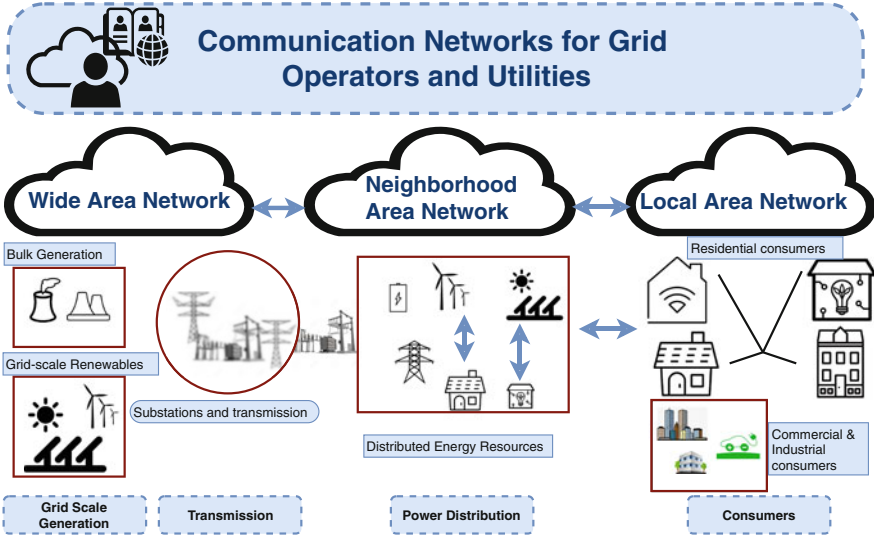 Communication Networks for Grid
Operators and Utilities
Wide Area Network
Neighborhood
Area Network
Local Area Network
Bulk Generation
Residential consumers
Grid-scale Renewables
Substations and transmission
Distributed Energy Resources
Commercial &
Industrial
consumers
Grid Scale
Generation
Transmission
Power Distribution
Consumers